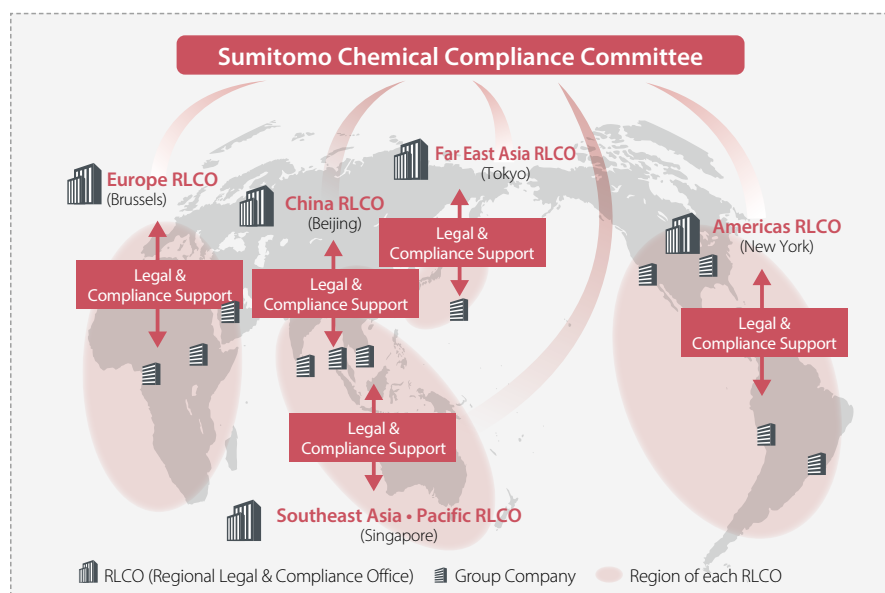 Sumitomo Chemical Compliance Committee
Far East Asia RLCO
(Tokyo)
Europe RLCO
(Brussels)
China RLCO
(Beijing)
Americas RLCO
(New York)
Legal &
Compliance Support
Legal &
Compliance Support
Legal &
Compliance Support
Legal &
Compliance Support
Legal &
Compliance Support
Southeast Asia • Pacific RLCO
(Singapore)
RLCO (Regional Legal & Compliance Office)
Group Company
Region of each RLCO